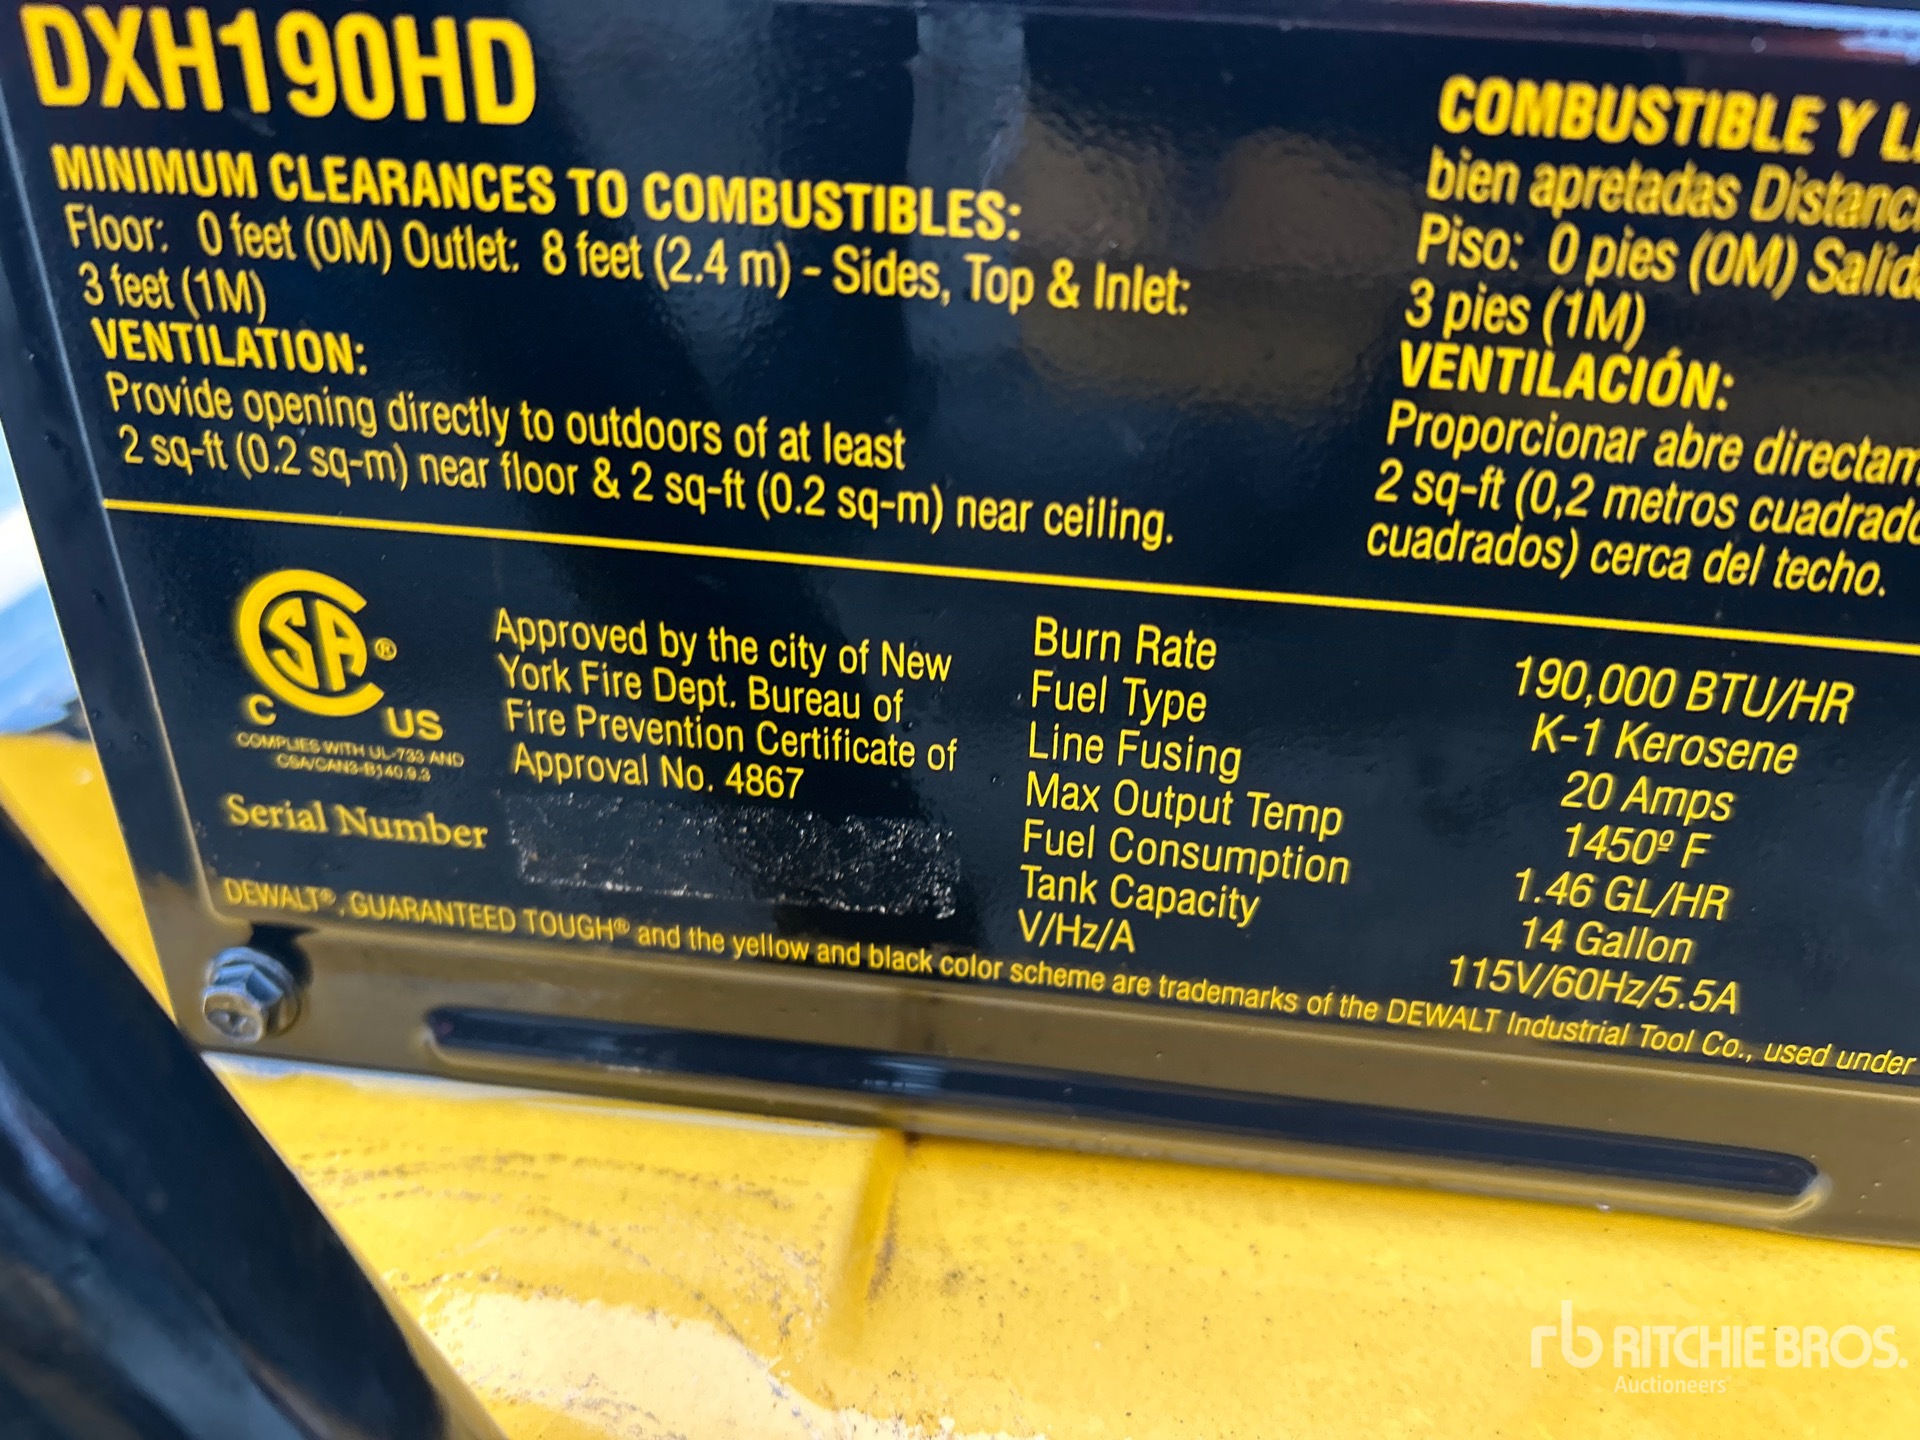 DXH190HD
MINIMUM CLEARANCES TO COMBUSTIBLES:
Floor: 0 feet (0M) Outlet: 8 feet (2.4 m) - Sides, Top & Inlet:
3 feet (1M)
VENTILATION:
Provide opening directly to outdoors of at least
2 sq-ft (0.2 sq-m) near floor & 2 sq-ft (0.2 sq-m) near ceiling.
COMBUSTIBLE Y
bien apretadas
Piso: 0 pies (0M)
3 pies (1M)
VENTILACIÓN:
Proporcionar abre
2 sq-ft (0,2 metros
cuadrados) cerca del techo.
CSA®
C US
COMPLIES WITH UL-733 AND
CSA/CAN3-B140.9.3
Approved by the city of New
York Fire Dept. Bureau of
Fire Prevention Certificate of
Approval No. 4867
Serial Number
Burn Rate 190,000 BTU/HR
Fuel Type K-1 Kerosene
Line Fusing 20 Amps
Max Output Temp 1450º F
Fuel Consumption 1.46 GL/HR
Tank Capacity 14 Gallon
V/Hz/A 115V/60Hz/5.5A
DEWALT®, GUARANTEED TOUGH® and the yellow and black color scheme are trademarks of the DEWALT Industrial Tool Co., used under
rb RITCHIE BROS.
Auctioneers